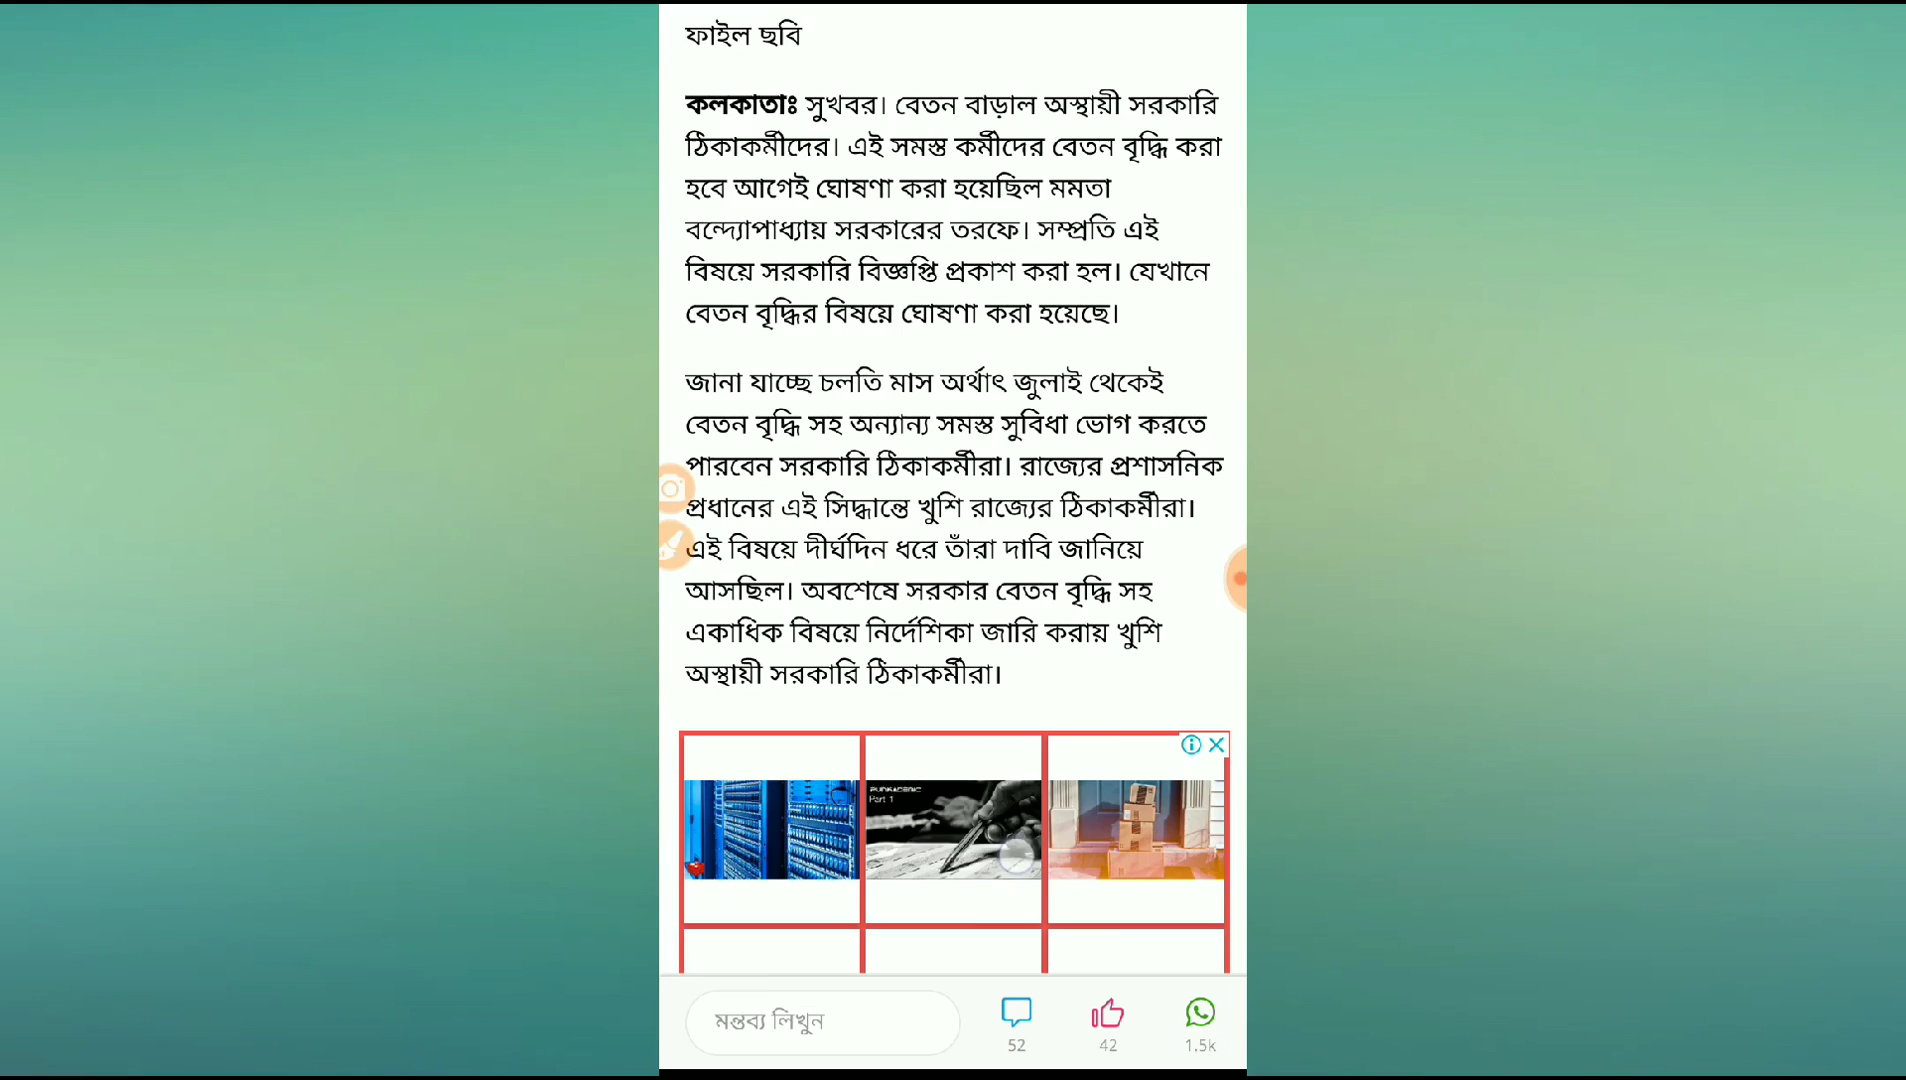 ফাইল ছবি
কলকাতাঃ সুখবর। বেতন বাড়াল অস্থায়ী সরকারি
ঠিকাকর্মীদের। এই সমস্ত কর্মীদের বেতন বৃদ্ধি করা
হবে আগেই ঘোষণা করা হয়েছিল মমতা
বন্দ্যোপাধ্যায় সরকারের তরফে। সম্প্রতি এই
বিষয়ে সরকারি বিজ্ঞপ্তি প্রকাশ করা হল। যেখানে
বেতন বৃদ্ধির বিষয়ে ঘোষণা করা হয়েছে।
জানা যাচ্ছে চলতি মাস অর্থাৎ জুলাই থেকেই
বেতন বৃদ্ধি সহ অন্যান্য সমস্ত সুবিধা ভোগ করতে
পারবেন সরকারি ঠিকাকর্মীরা। রাজ্যের প্রশাসনিক
প্রধানের এই সিদ্ধান্তে খুশি রাজ্যের ঠিকাকর্মীরা।
এই বিষয়ে দীর্ঘদিন ধরে তাঁরা দাবি জানিয়ে
আসছিল। অবশেষে সরকার বেতন বৃদ্ধি সহ
একাধিক বিষয়ে নির্দেশিকা জারি করায় খুশি
অস্থায়ী সরকারি ঠিকাকর্মীরা।
Part 1
মন্তব্য লিখুন
52
42
1.5k